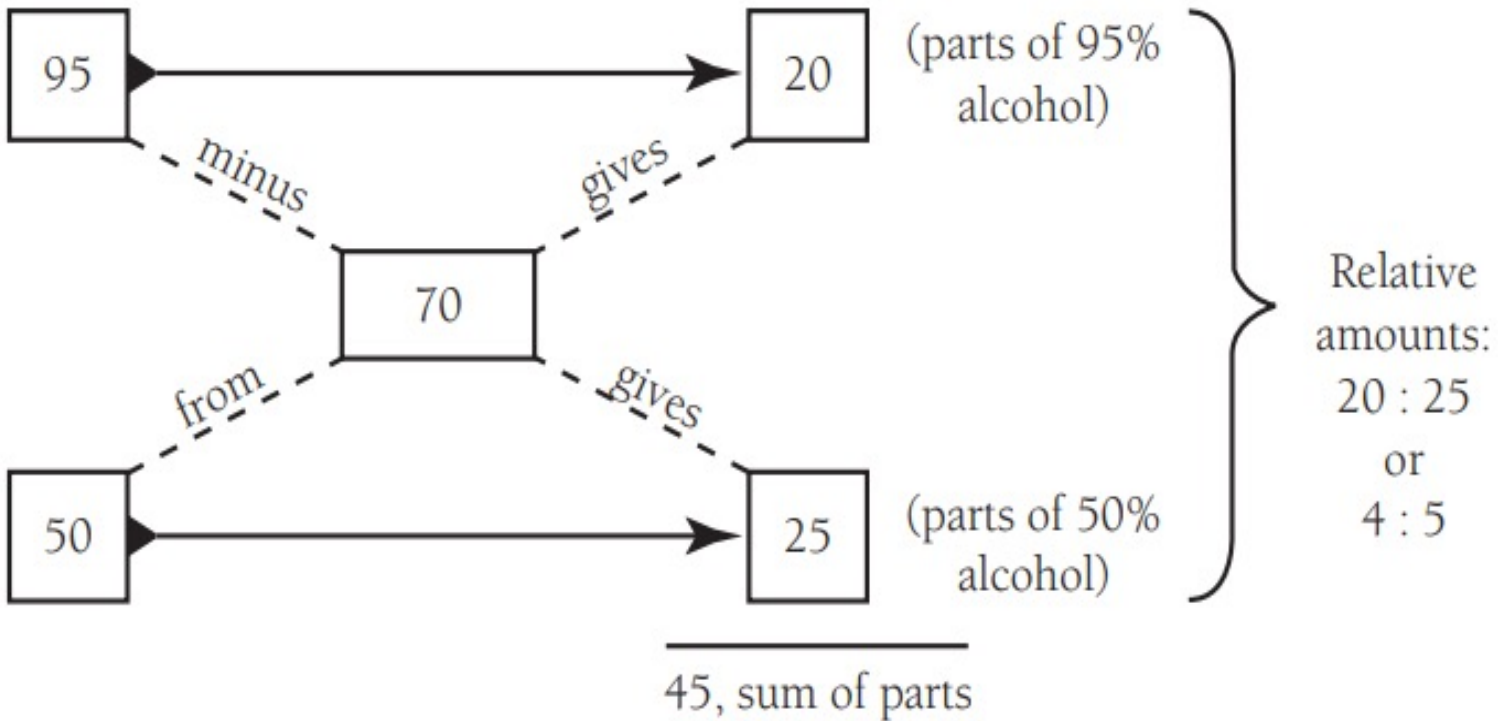 95
20
(parts of 95%
alcohol)
minus
gives
70
Relative
amounts:
20 : 25
or
4 : 5
from
gives
50
25
(parts of 50%
alcohol)
45, sum of parts